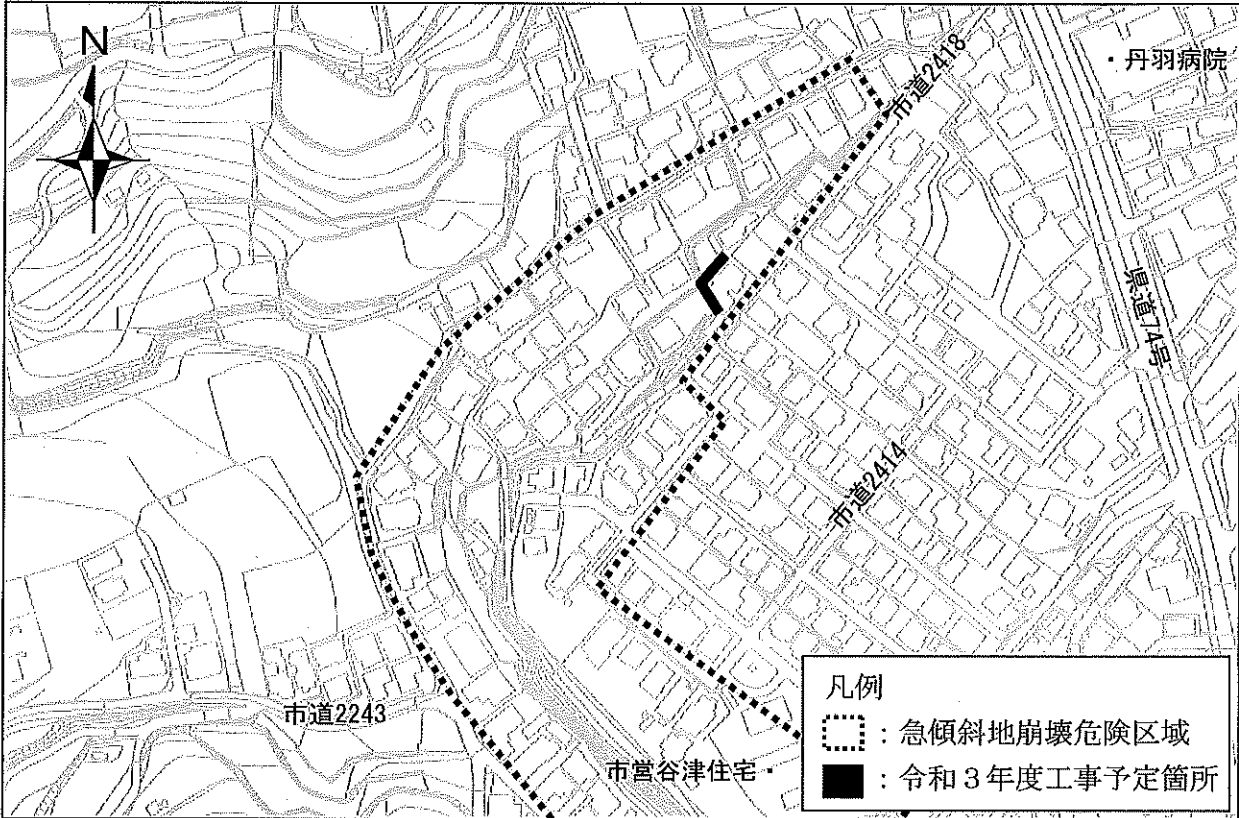 N
市道2418
・丹羽病院
県道74号
市道2414
市道2243
市営谷津住宅・
凡例
：急傾斜地崩壊危険区域
：令和３年度工事予定箇所